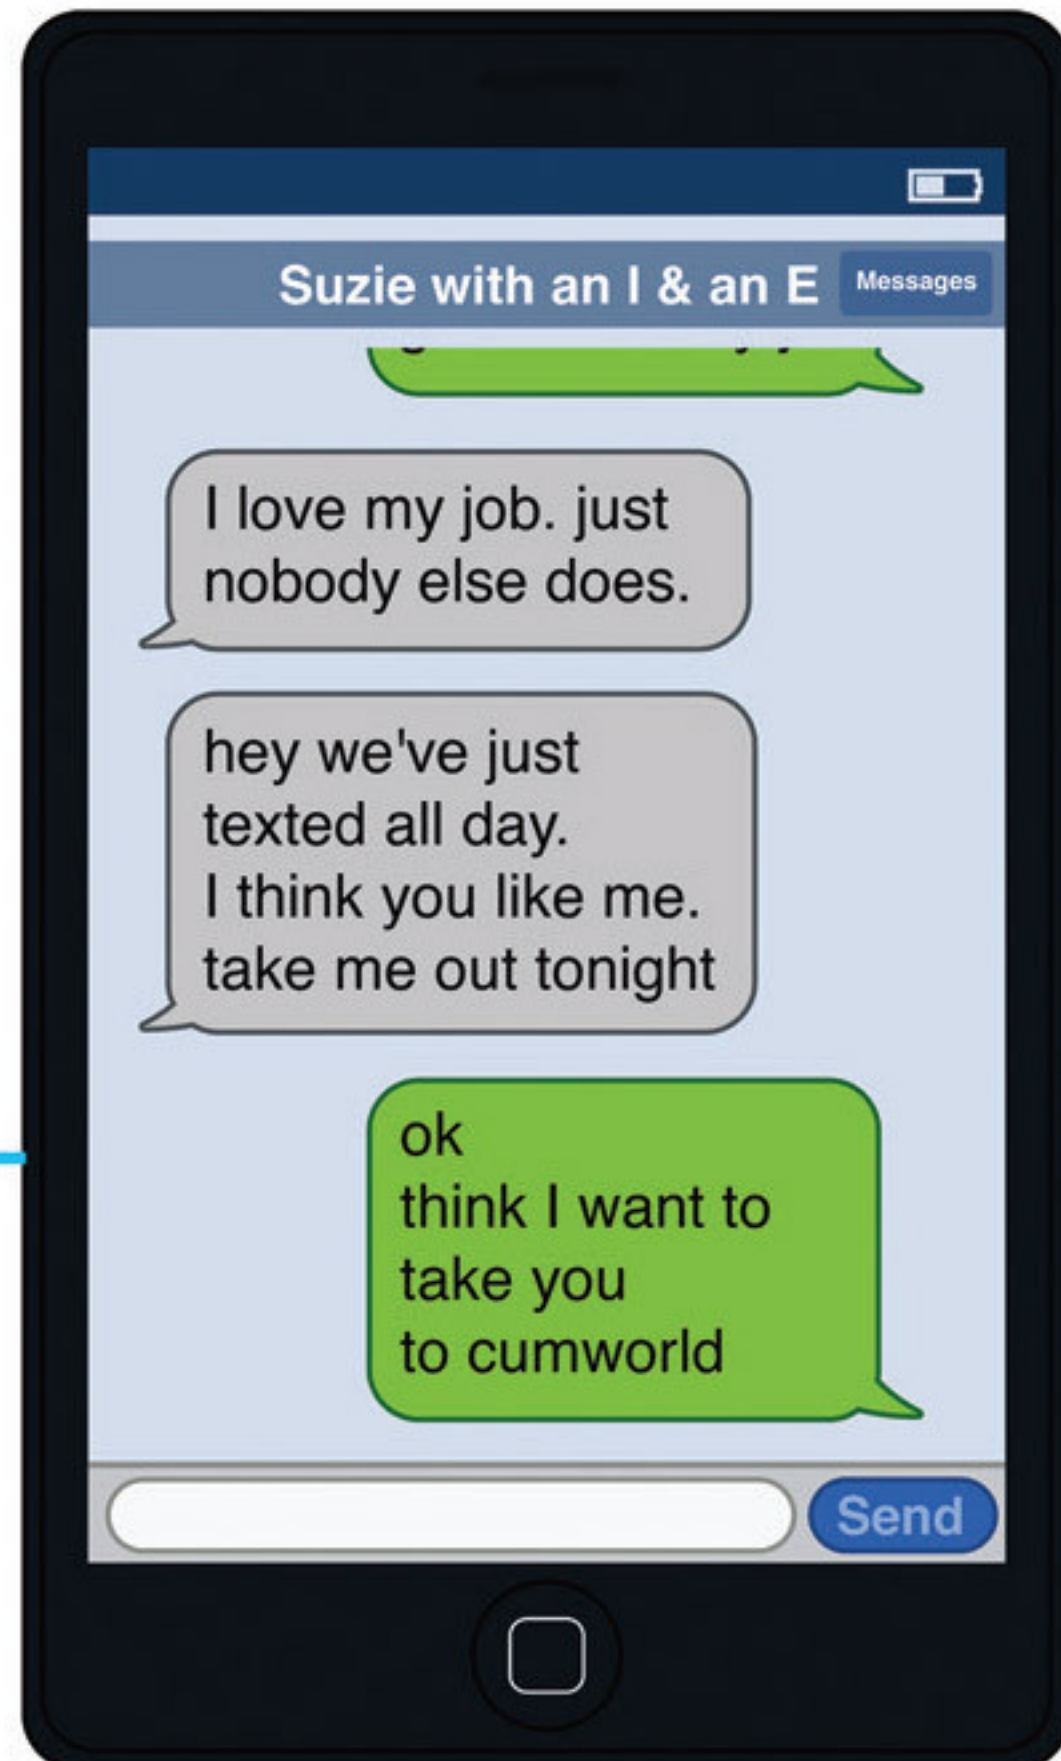 Suzie with an I & an E
Messages
I love my job. just
nobody else does.
hey we've just
texted all day.
I think you like me.
take me out tonight
ok
think I want to
take you
to cumworld
Send